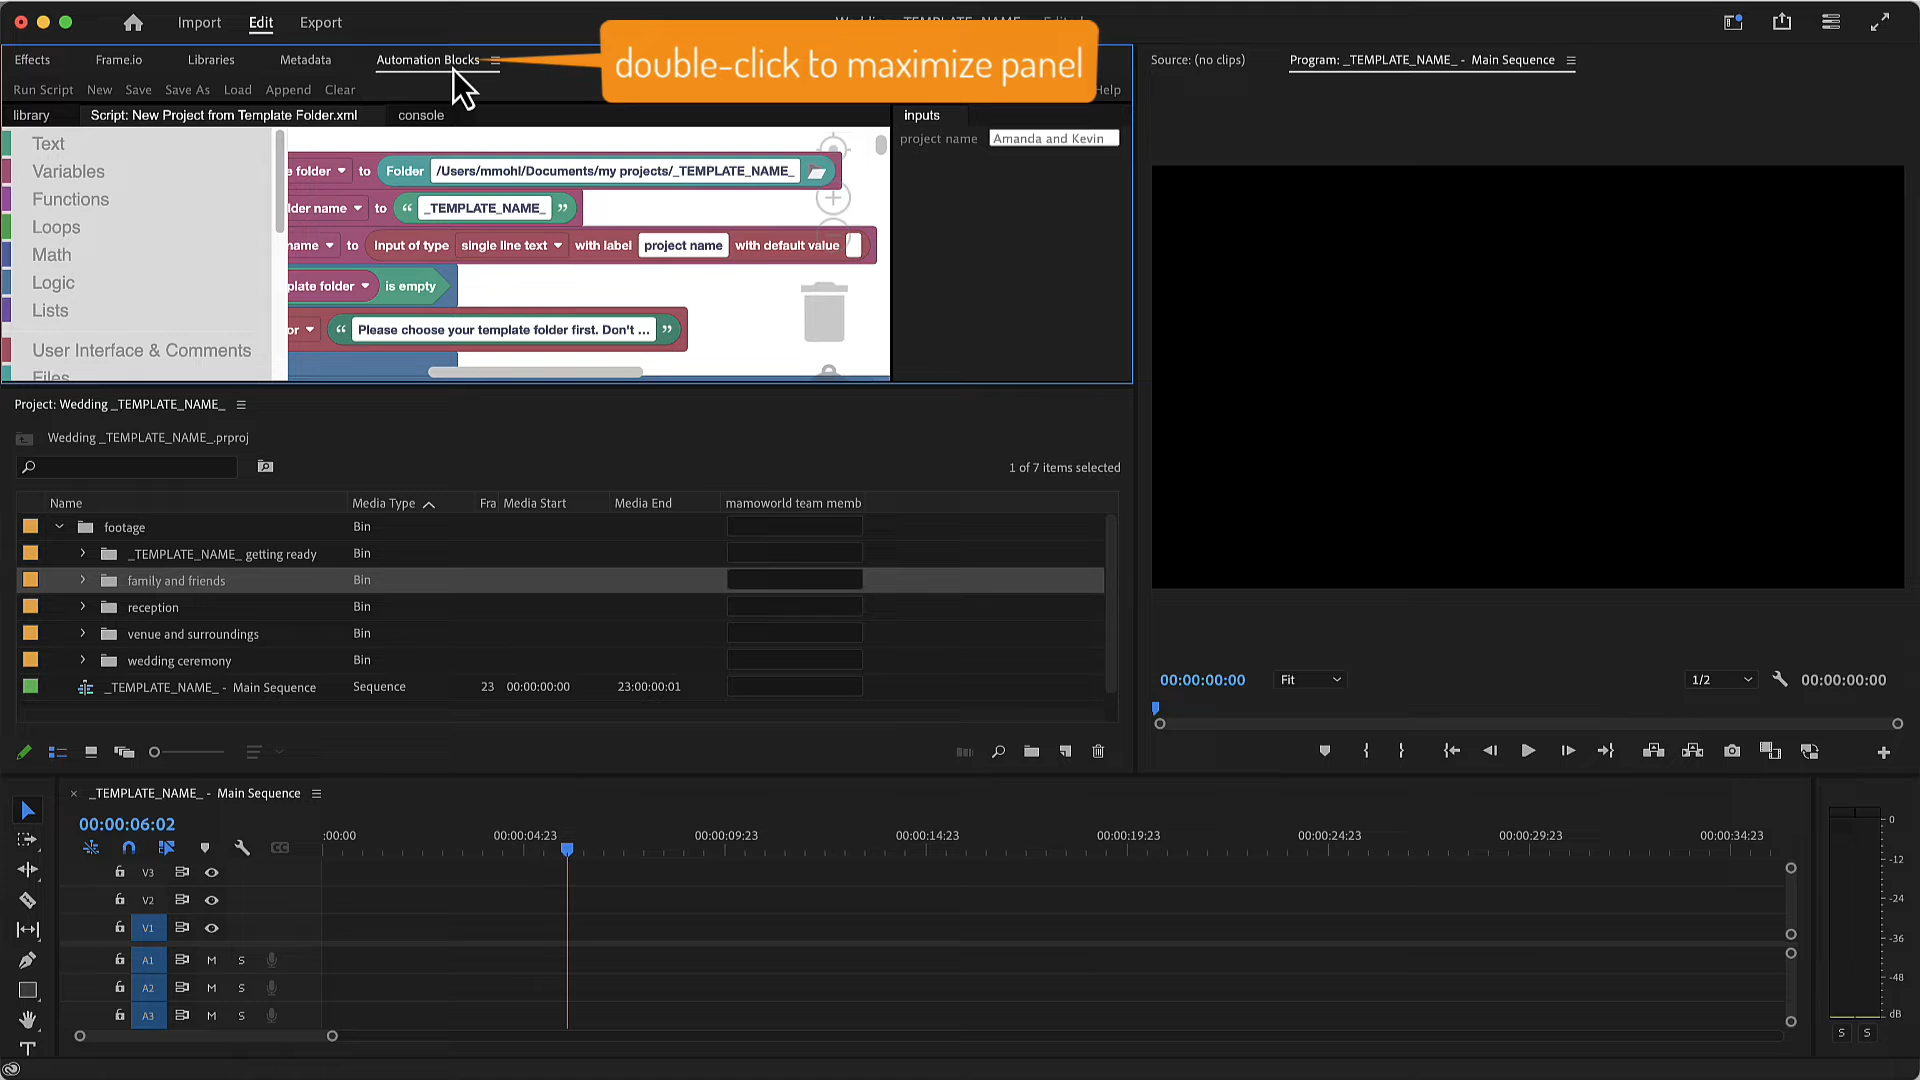 Import Edit Export
Effects Frame.io Libraries Metadata Automation Blocks
double-click to maximize panel
Source: (no clips) Program: _TEMPLATE_NAME_ - Main Sequence
Run Script New Save Save As Load Append Clear Help
library Script: New Project from Template Folder.xml console inputs
project name Amanda and Kevin
Text
Variables
Functions
Loops
Math
Logic
Lists
User Interface & Comments
Files
e folder to Folder /Users/mmohl/Documents/my projects/_TEMPLATE_NAME_
lder name to “ _TEMPLATE_NAME_ ”
name to Input of type single line text with label project name with default value
plate folder is empty
or “ Please choose your template folder first. Don't ... ”
Project: Wedding _TEMPLATE_NAME_
Wedding _TEMPLATE_NAME_.prproj
1 of 7 items selected
Name Media Type Fra Media Start Media End mamoworld team memb
footage Bin
_TEMPLATE_NAME_ getting ready Bin
family and friends Bin
reception Bin
venue and surroundings Bin
wedding ceremony Bin
_TEMPLATE_NAME_ - Main Sequence Sequence 23 00:00:00:00 23:00:00:01
00:00:00:00 Fit 1/2 00:00:00:00
× _TEMPLATE_NAME_ - Main Sequence
00:00:06:02
:00:00 00:00:04:23 00:00:09:23 00:00:14:23 00:00:19:23 00:00:24:23 00:00:29:23 00:00:34:23
V3
V2
V1
A1 M S
A2 M S
A3 M S
0
-12
-24
-36
-48
dB
S S